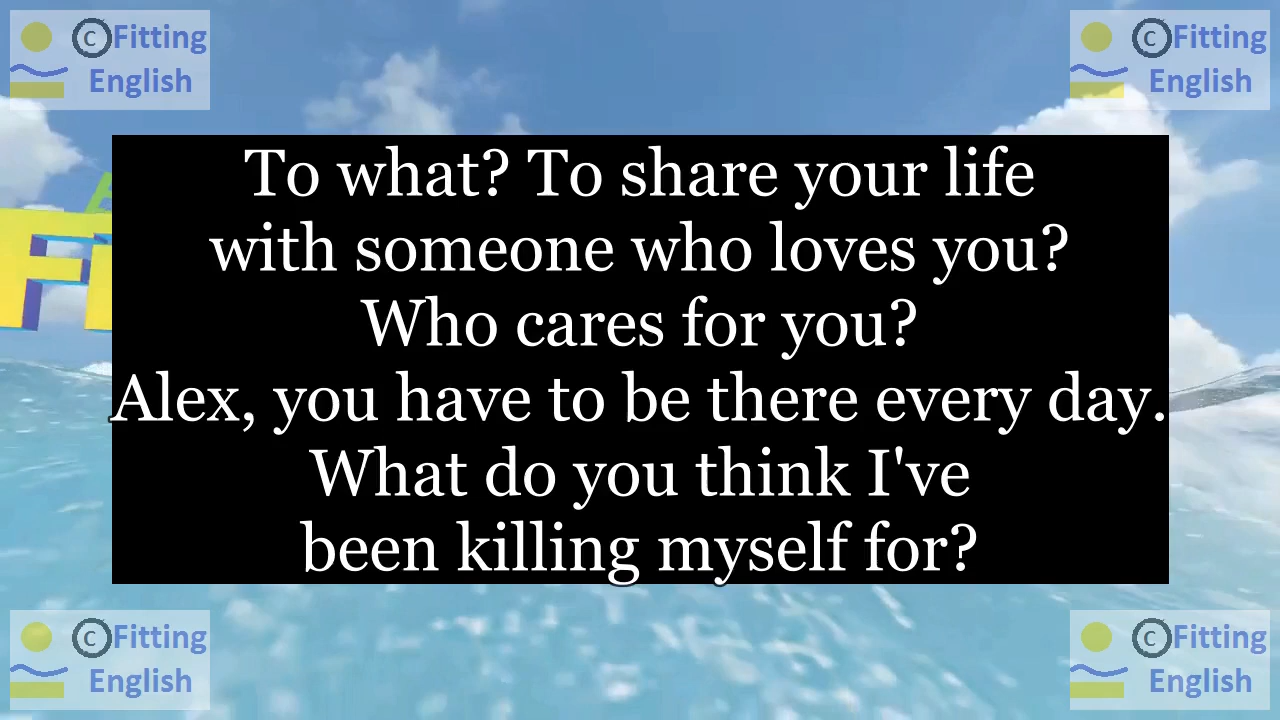 ©Fitting
English
©Fitting
English
To what? To share your life
with someone who loves you?
Who cares for you?
Alex, you have to be there every day.
What do you think I've
been killing myself for?
©Fitting
English
©Fitting
English